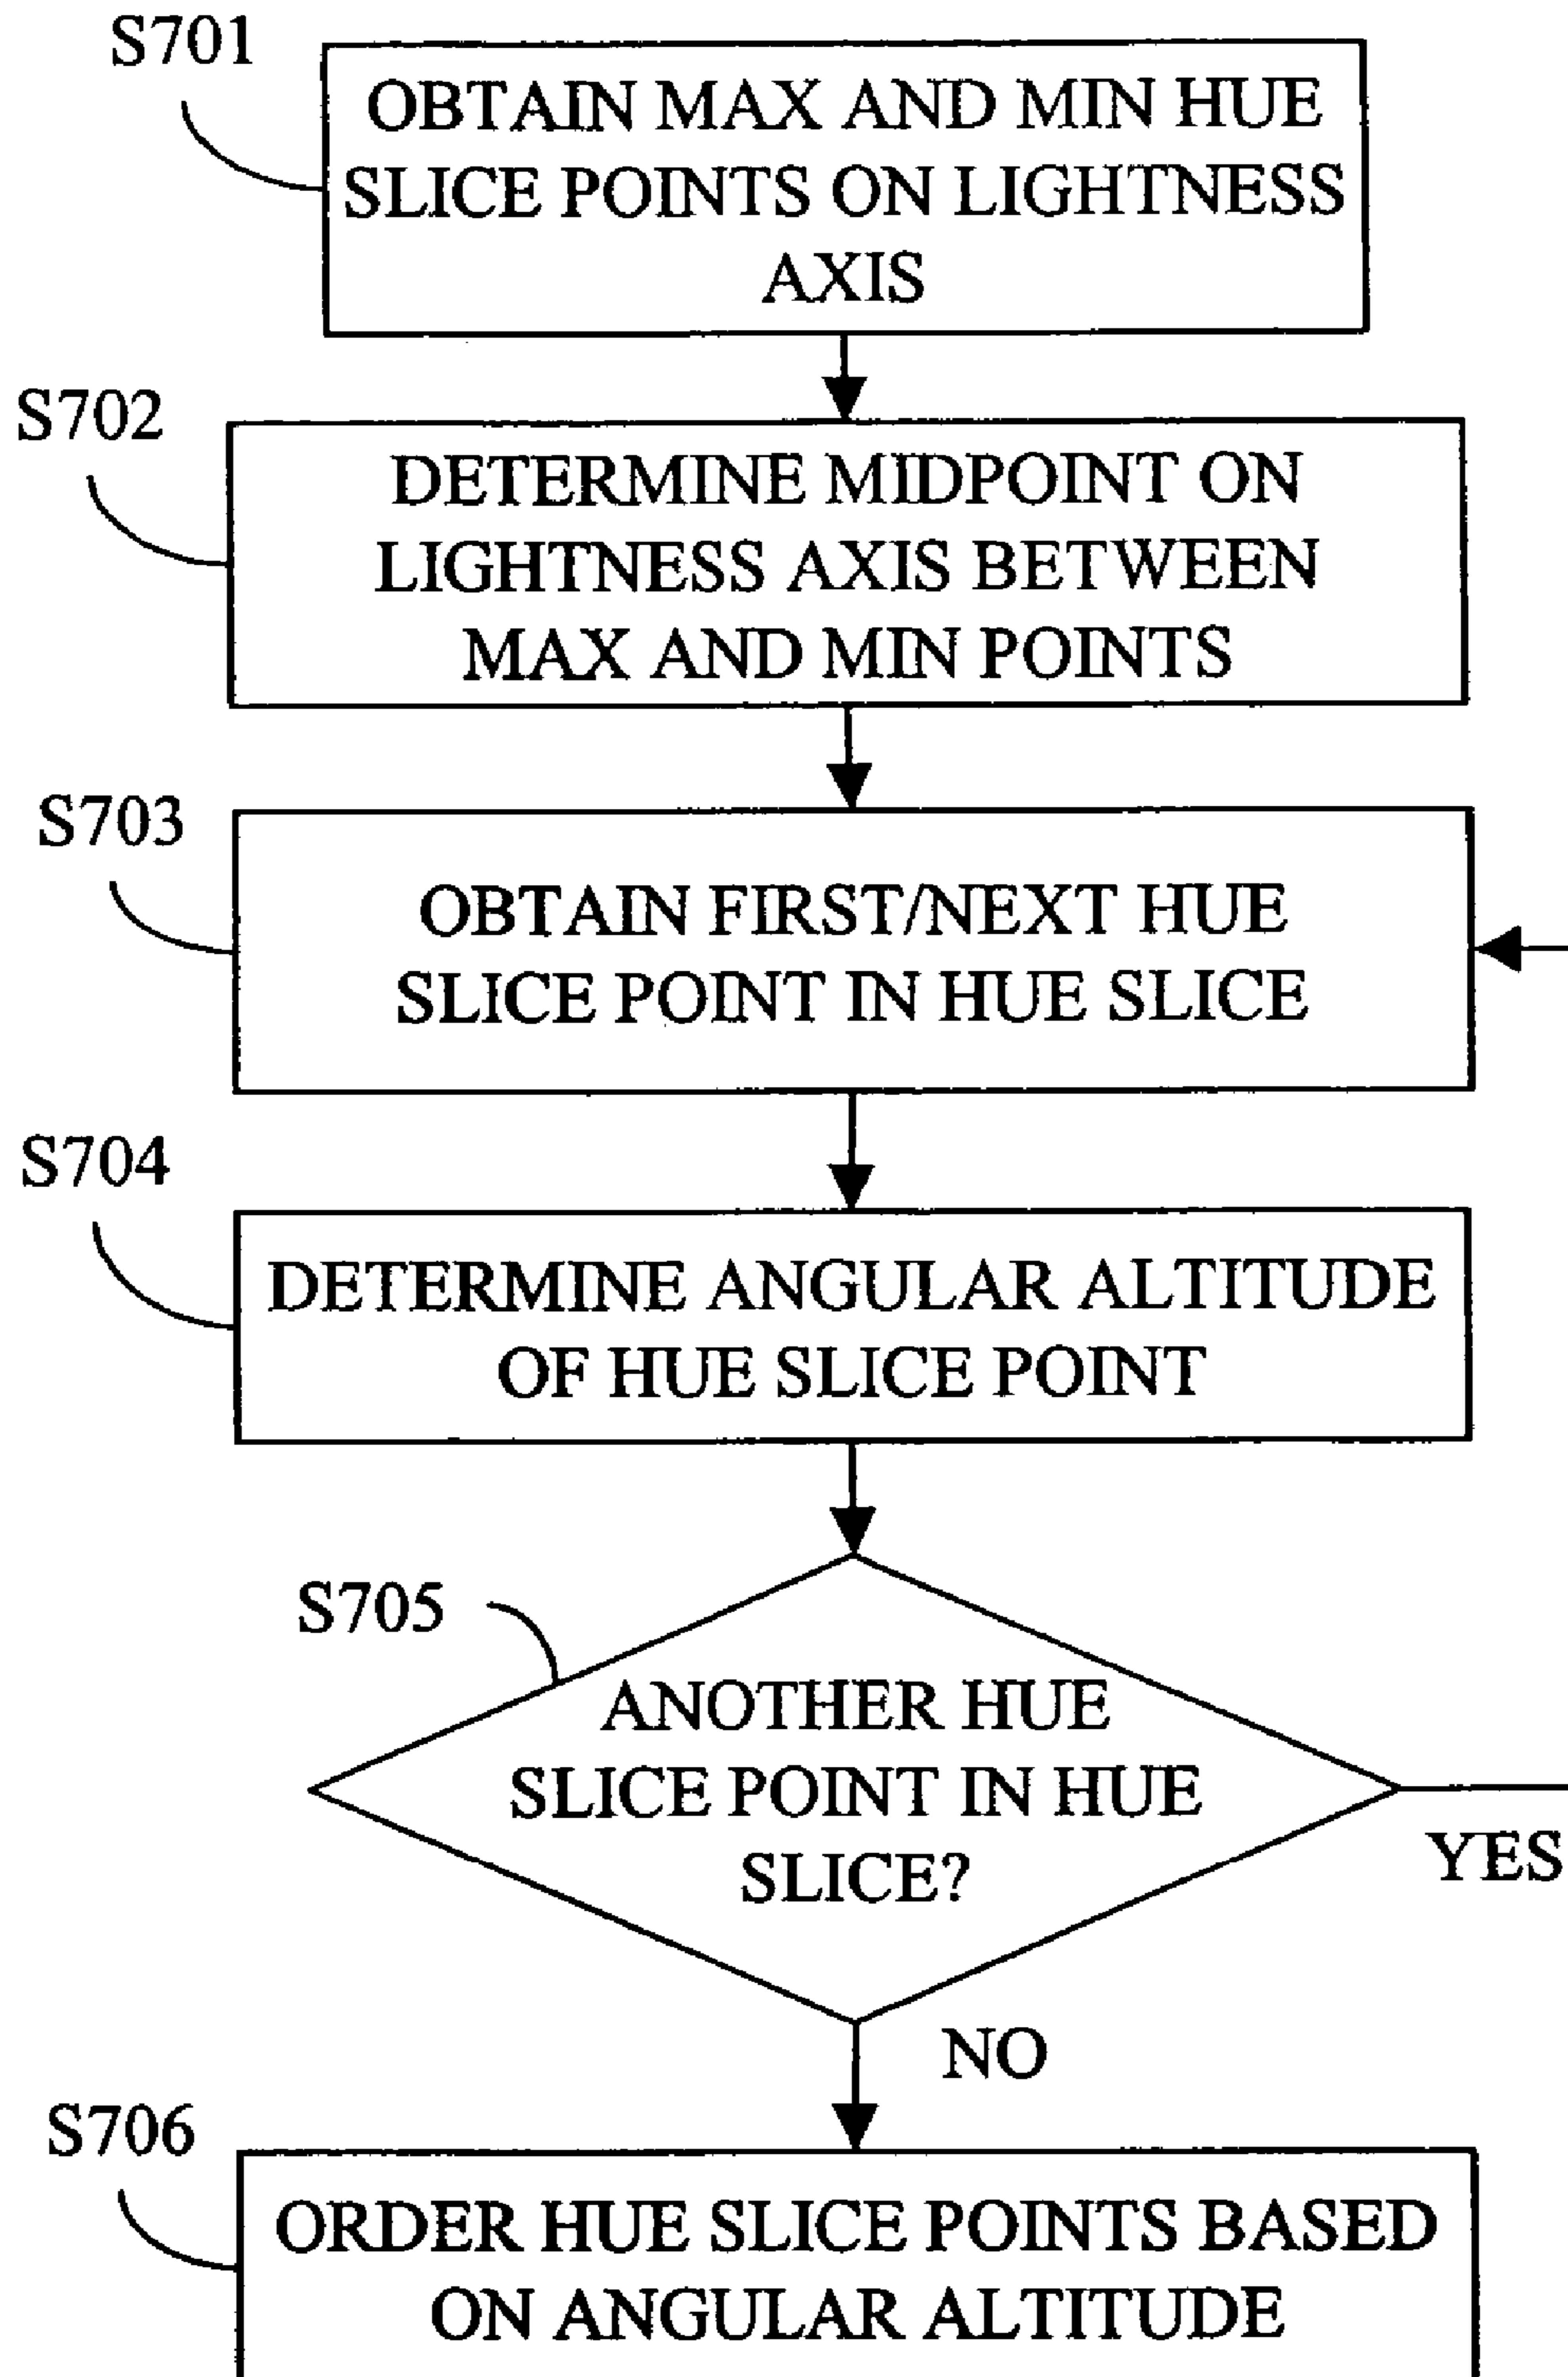 S701
OBTAIN MAX AND MIN HUE
SLICE POINTS ON LIGHTNESS
AXIS
S702
DETERMINE MIDPOINT ON
LIGHTNESS AXIS BETWEEN
MAX AND MIN POINTS
S703
OBTAIN FIRST/NEXT HUE
SLICE POINT IN HUE SLICE
S704
DETERMINE ANGULAR ALTITUDE
OF HUE SLICE POINT
S705
ANOTHER HUE
SLICE POINT IN HUE
SLICE?
YES
NO
S706
ORDER HUE SLICE POINTS BASED
ON ANGULAR ALTITUDE